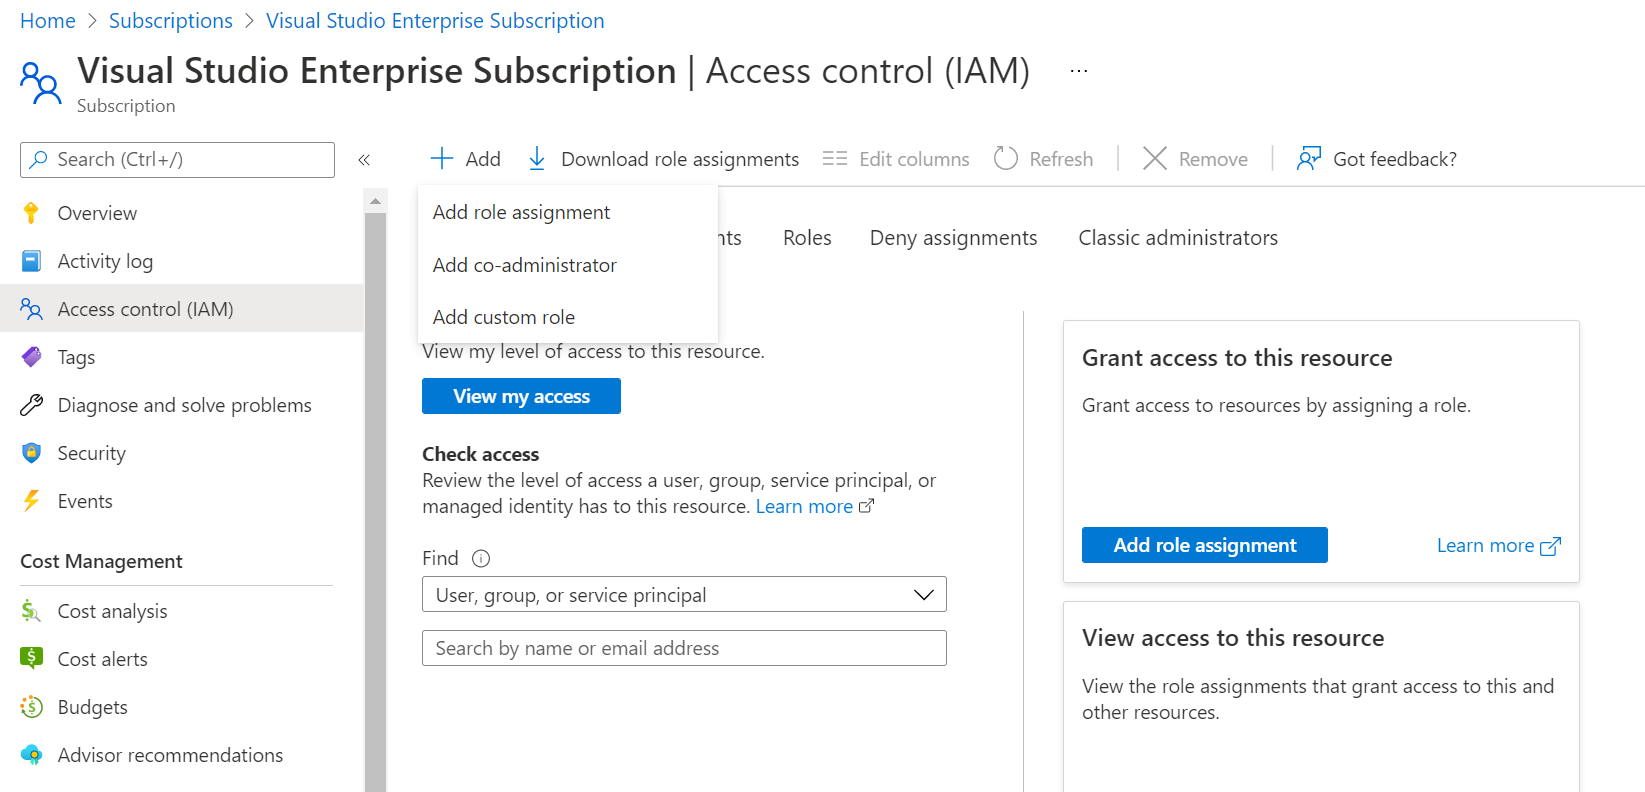 Home > Subscriptions > Visual Studio Enterprise Subscription
Visual Studio Enterprise Subscription | Access control (IAM) ...
Subscription
Search (Ctrl+/)
«
Overview
Activity log
Access control (IAM)
Tags
Diagnose and solve problems
Security
Events
Cost Management
Cost analysis
Cost alerts
Budgets
Advisor recommendations
+ Add
Download role assignments
Edit columns
Refresh
Remove
Got feedback?
Add role assignment
Add co-administrator
Add custom role
nts
Roles
Deny assignments
Classic administrators
View my level of access to this resource.
View my access
Check access
Review the level of access a user, group, service principal, or
managed identity has to this resource. Learn more
Find
User, group, or service principal
Search by name or email address
Grant access to this resource
Grant access to resources by assigning a role.
Add role assignment
Learn more
View access to this resource
View the role assignments that grant access to this and
other resources.